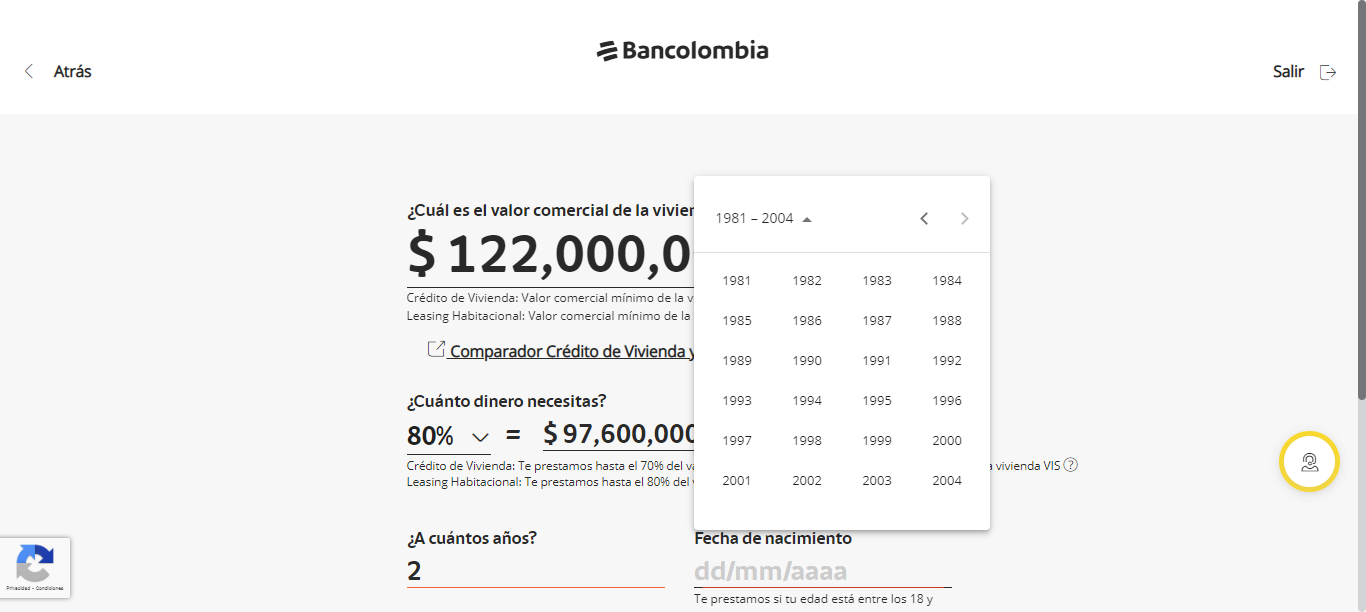 Bancolombia
Atrás
Salir
¿Cuál es el valor comercial de la vivien
$ 122,000,0
Crédito de Vivienda: Valor comercial mínimo de la v
Leasing Habitacional: Valor comercial mínimo de la
Comparador Crédito de Vivienda y
¿Cuánto dinero necesitas?
80% = $ 97,600,000
Crédito de Vivienda: Te prestamos hasta el 70% del va a vivienda VIS ?
Leasing Habitacional: Te prestamos hasta el 80% del v
1981 – 2004
1981 1982 1983 1984
1985 1986 1987 1988
1989 1990 1991 1992
1993 1994 1995 1996
1997 1998 1999 2000
2001 2002 2003 2004
¿A cuántos años?
2
Fecha de nacimiento
dd/mm/aaaa
Te prestamos si tu edad está entre los 18 y
Privacidad - Condiciones